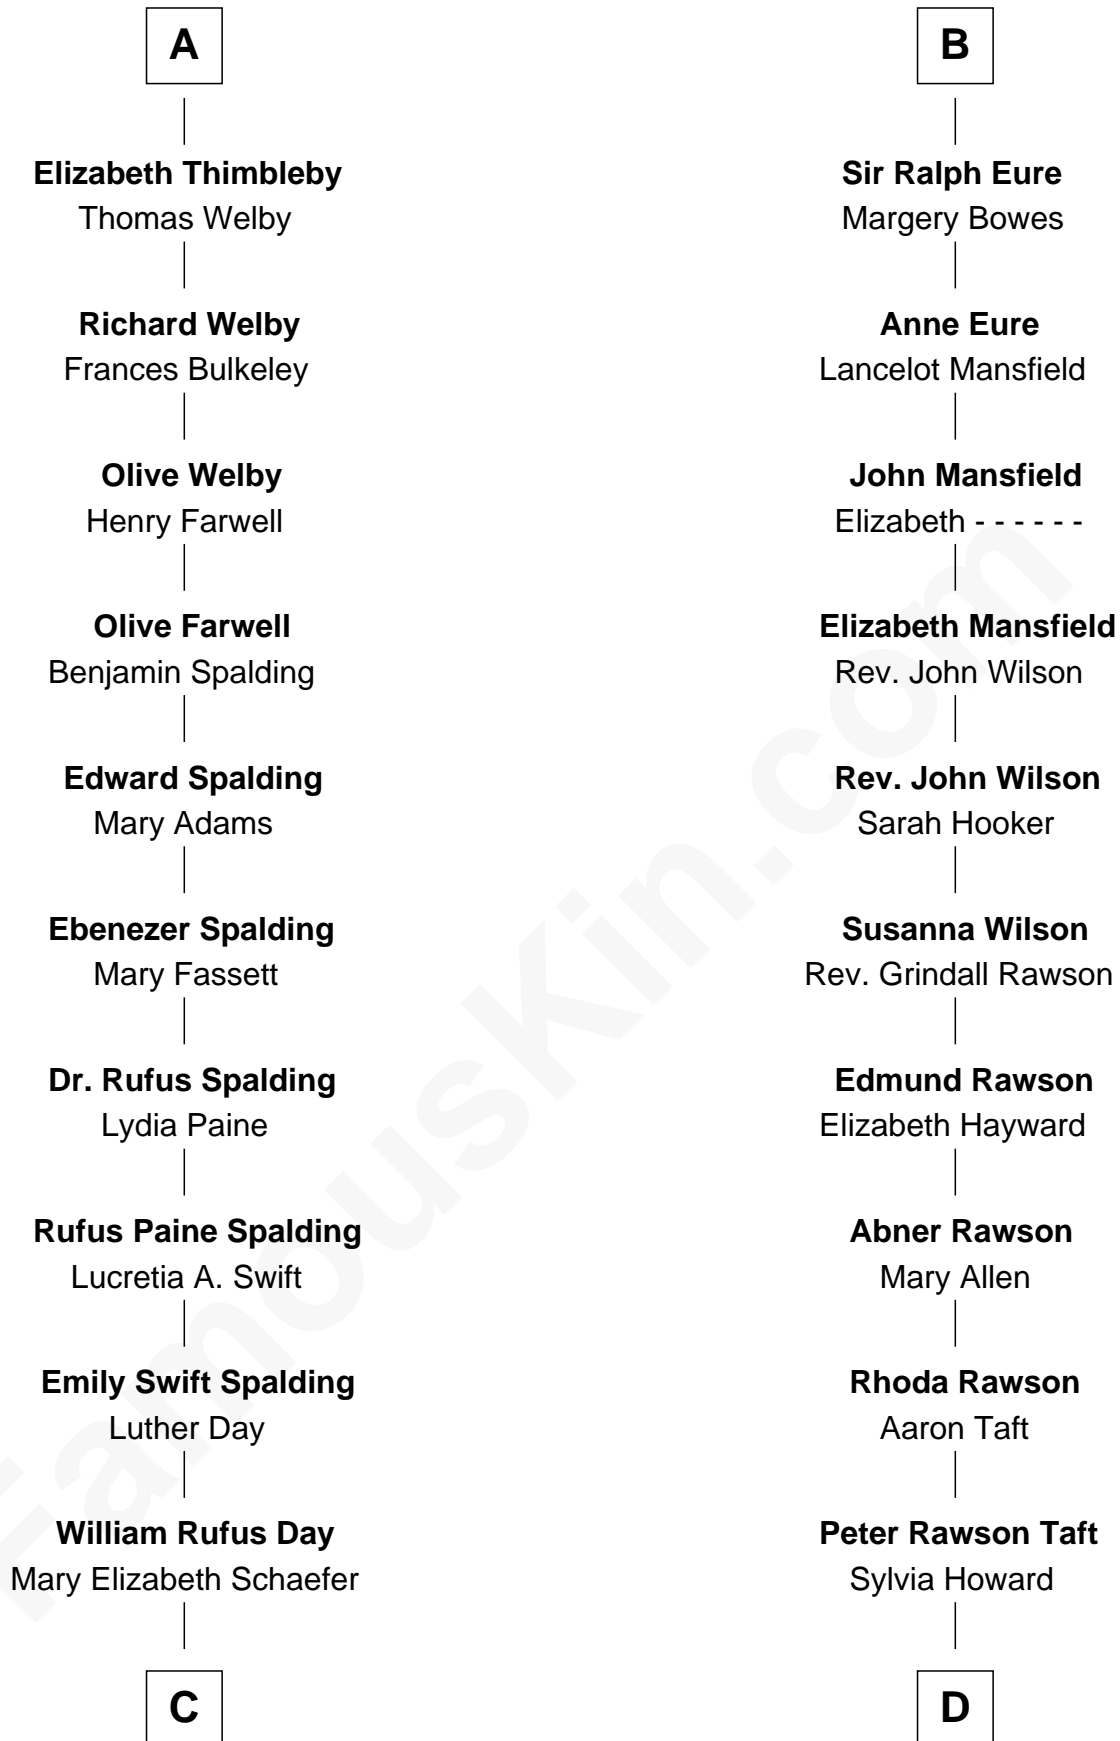 A
Elizabeth Thimbleby
Thomas Welby
Richard Welby
Frances Bulkeley
Olive Welby
Henry Farwell
Olive Farwell
Benjamin Spalding
Edward Spalding
Mary Adams
Ebenezer Spalding
Mary Fassett
Dr. Rufus Spalding
Lydia Paine
Rufus Paine Spalding
Lucretia A. Swift
Emily Swift Spalding
Luther Day
William Rufus Day
Mary Elizabeth Schaefer
C
B
Sir Ralph Eure
Margery Bowes
Anne Eure
Lancelot Mansfield
John Mansfield
Elizabeth - - - - - -
Elizabeth Mansfield
Rev. John Wilson
Rev. John Wilson
Sarah Hooker
Susanna Wilson
Rev. Grindall Rawson
Edmund Rawson
Elizabeth Hayward
Abner Rawson
Mary Allen
Rhoda Rawson
Aaron Taft
Peter Rawson Taft
Sylvia Howard
D
FamousKin.com